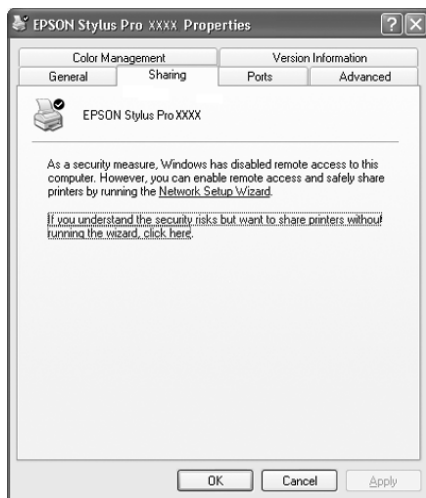 EPSON Stylus Pro XXXX Properties
Color Management
Version Information
General
Sharing
Ports
Advanced
EPSON Stylus Pro XXXX
As a security measure, Windows has disabled remote access to this
computer. However, you can enable remote access and safely share
printers by running the Network Setup Wizard.
If you understand the security risks but want to share printers without
running the wizard, click here.
OK
Cancel
Apply